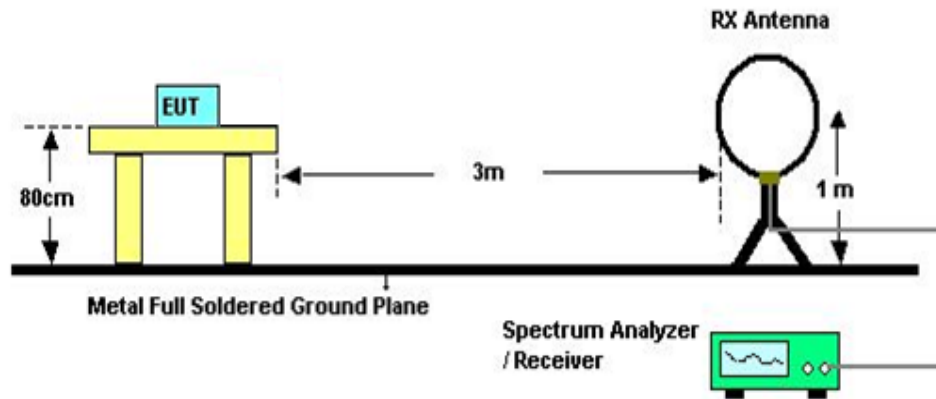 RX Antenna
EUT
3m
80cm
1 m
Metal Full Soldered Ground Plane
Spectrum Analyzer
/ Receiver